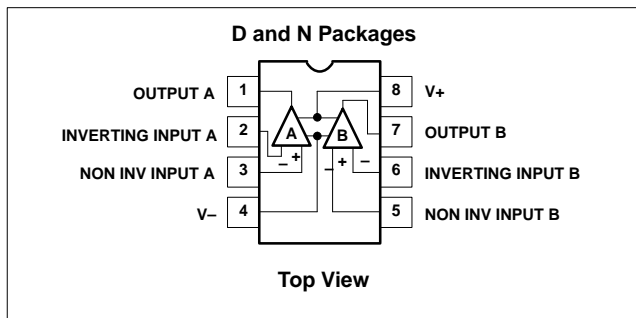 D and N Packages
OUTPUT A 1 8 V+
INVERTING INPUT A 2 A B 7 OUTPUT B
NON INV INPUT A 3 – + – + – 6 INVERTING INPUT B
V– 4 5 NON INV INPUT B
Top View